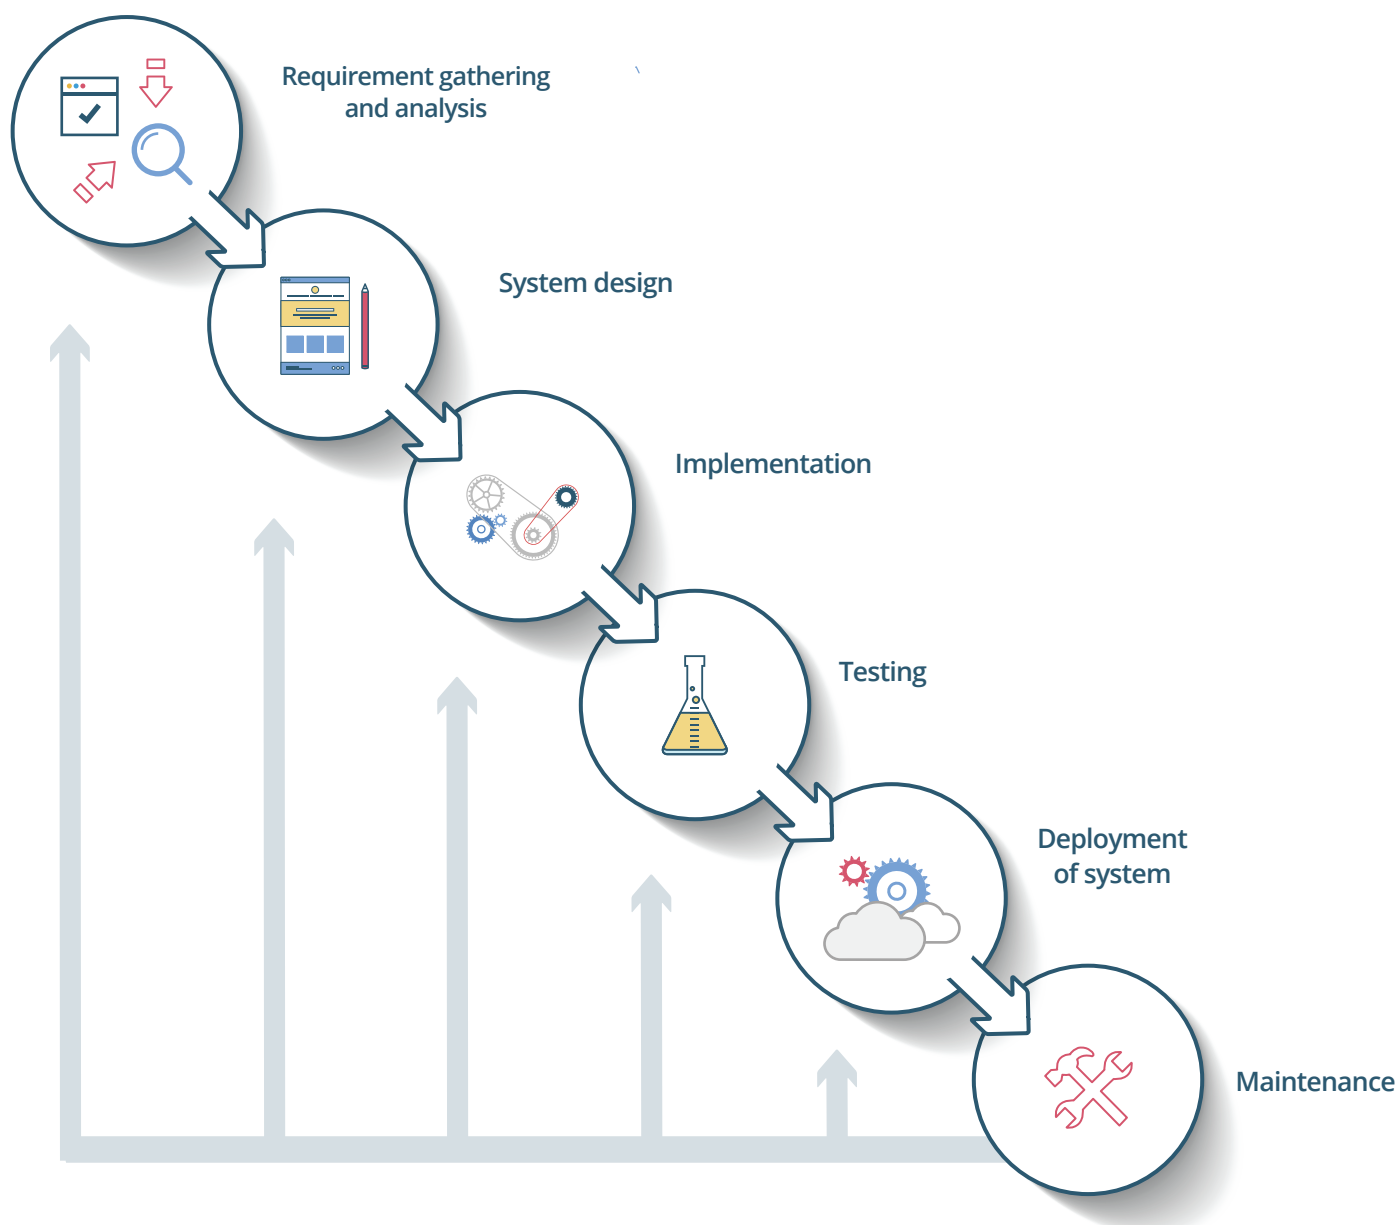 Requirement gathering
and analysis
System design
Implementation
Testing
Deployment
of system
Maintenance